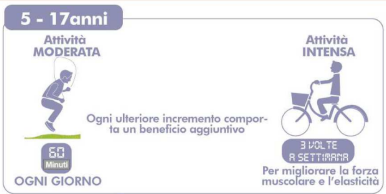 5 - 17anni
Attività
MODERATA
60
Minuti
OGNI GIORNO
Ogni ulteriore incremento compor-
ta un beneficio aggiuntivo
Attività
INTENSA
3 VOLTE
A SETTIMANA
Per migliorare la forza
muscolare e l'elasticità